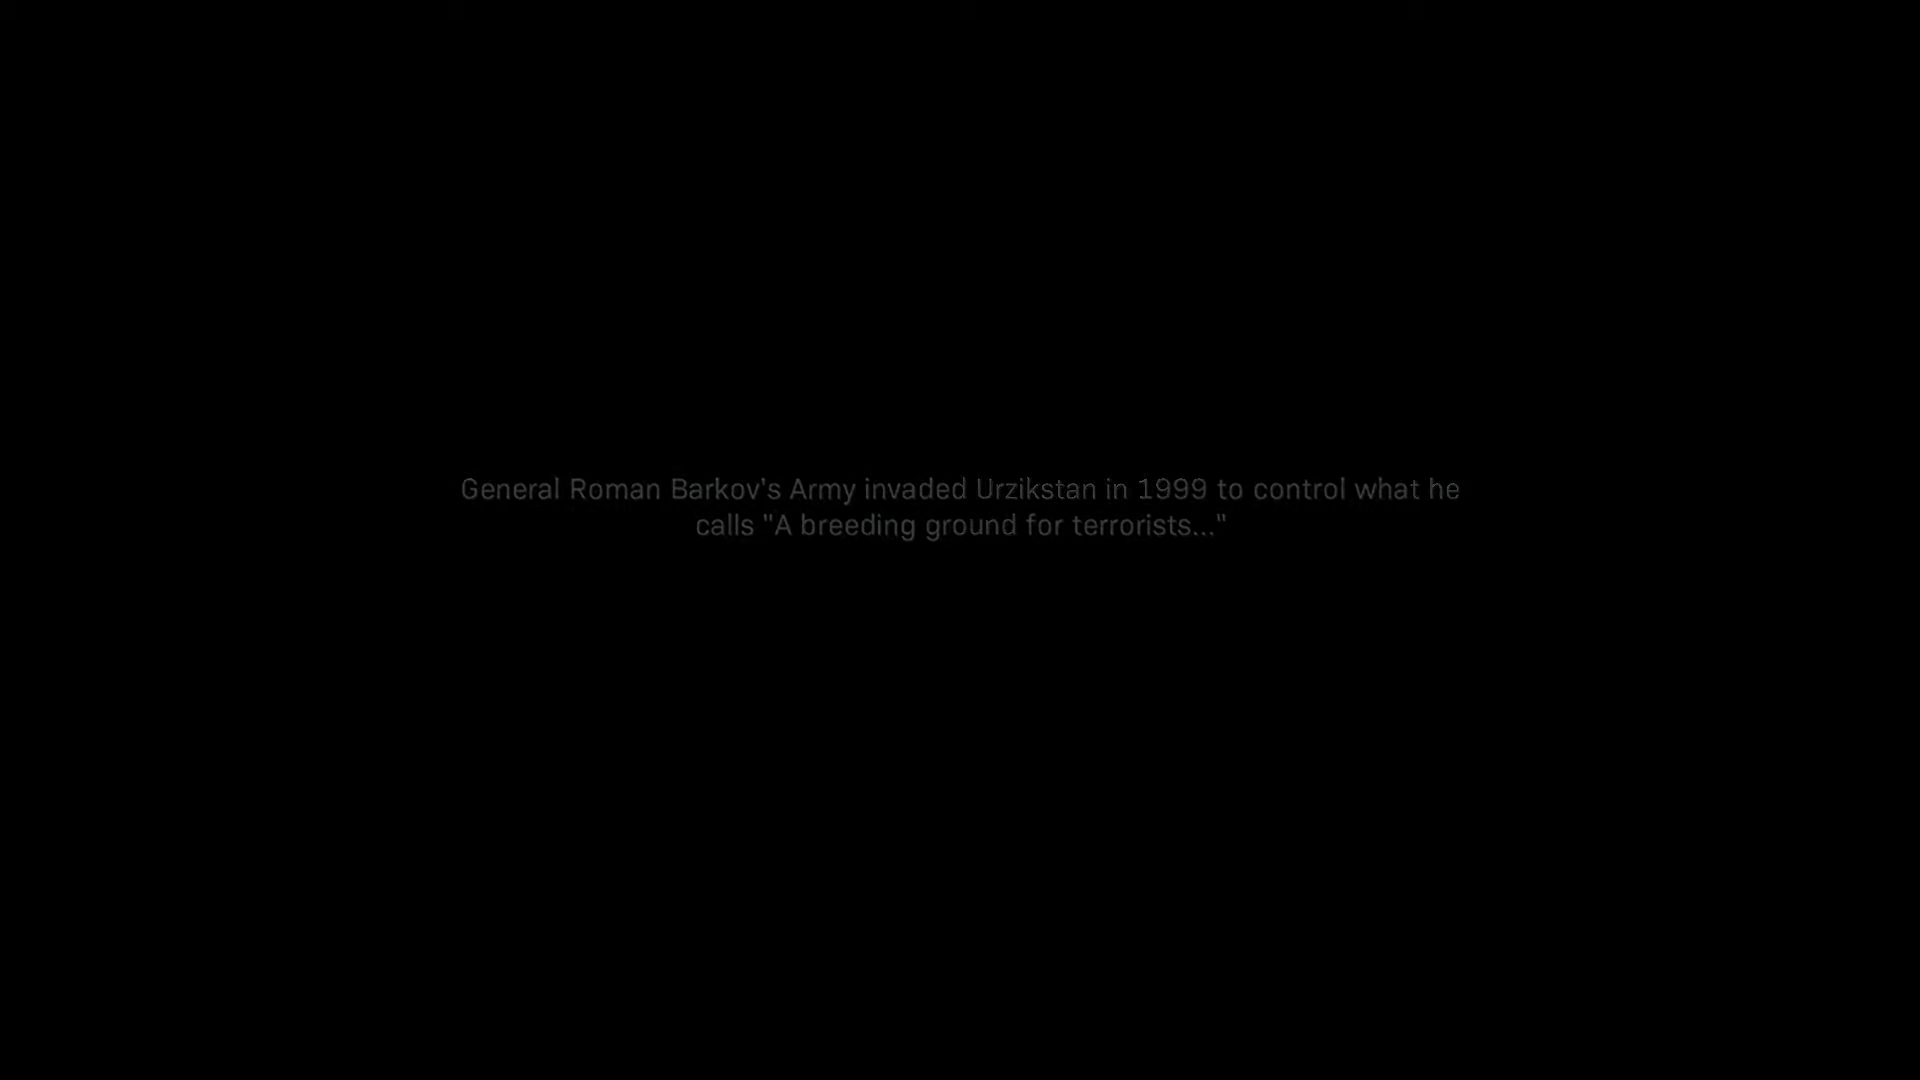 General Roman Barkov's Army invaded Urzikstan in 1999 to control what he
calls "A breeding ground for terrorists..."